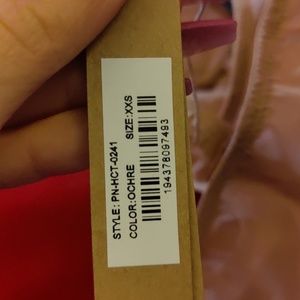 STYLE: PN-HCT-0241
COLOR:OCHRE SIZE:XXS
194378097493